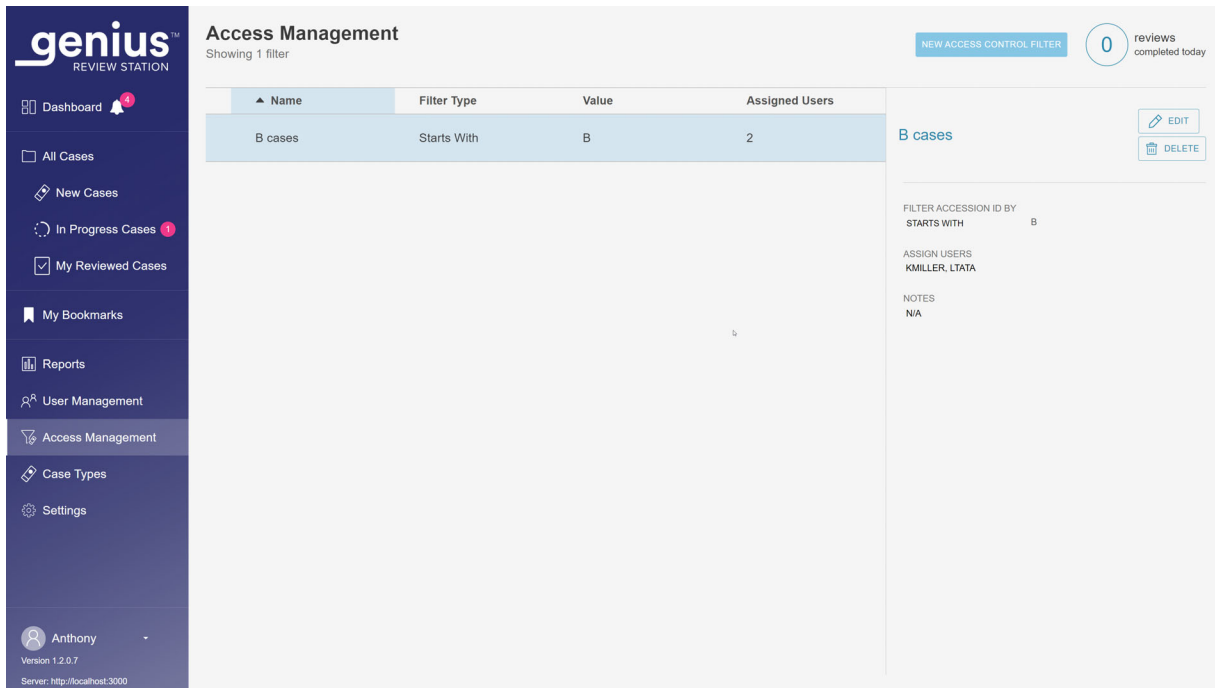 genius™
REVIEW STATION
Dashboard 4
All Cases
New Cases
In Progress Cases 1
My Reviewed Cases
My Bookmarks
Reports
User Management
Access Management
Case Types
Settings
Anthony
Version 1.2.0.7
Server: http://localhost:3000
Access Management
Showing 1 filter
NEW ACCESS CONTROL FILTER
0 reviews
completed today
Name Filter Type Value Assigned Users
B cases Starts With B 2
B cases
EDIT
DELETE
FILTER ACCESSION ID BY
STARTS WITH B
ASSIGN USERS
KMILLER, LTATA
NOTES
N/A